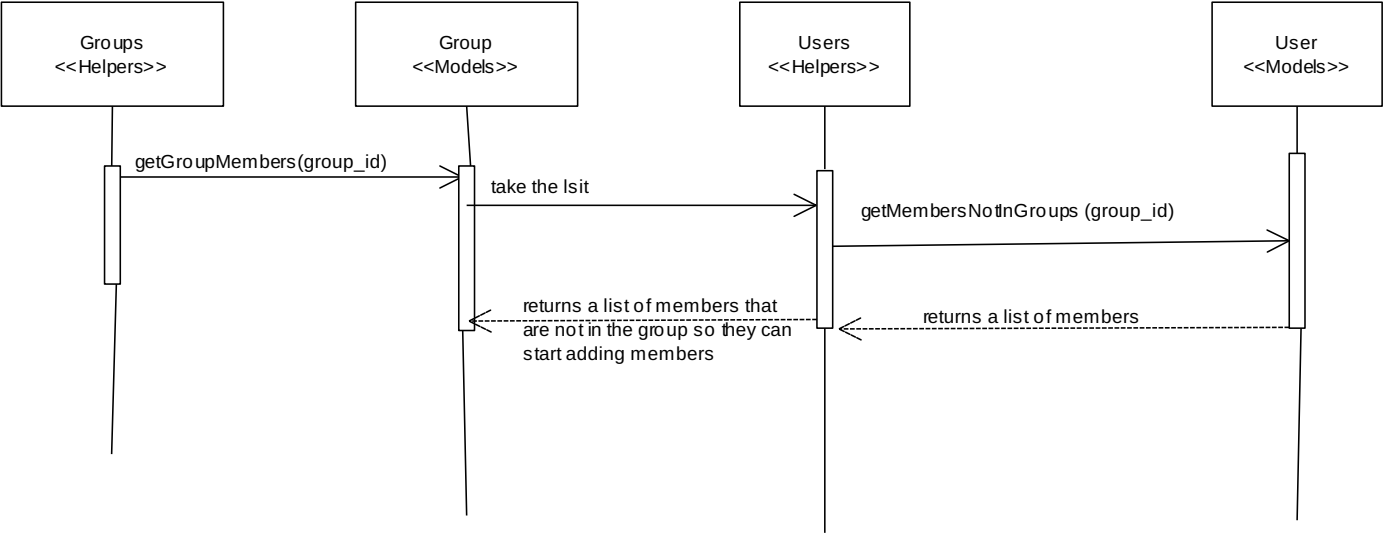 Groups
<<Helpers>>
Group
<<Models>>
Users
<<Helpers>>
User
<<Models>>
getGroupMembers(group_id)
take the lsit
getMembersNotInGroups (group_id)
returns a list of members that
are not in the group so they can
start adding members
returns a list of members